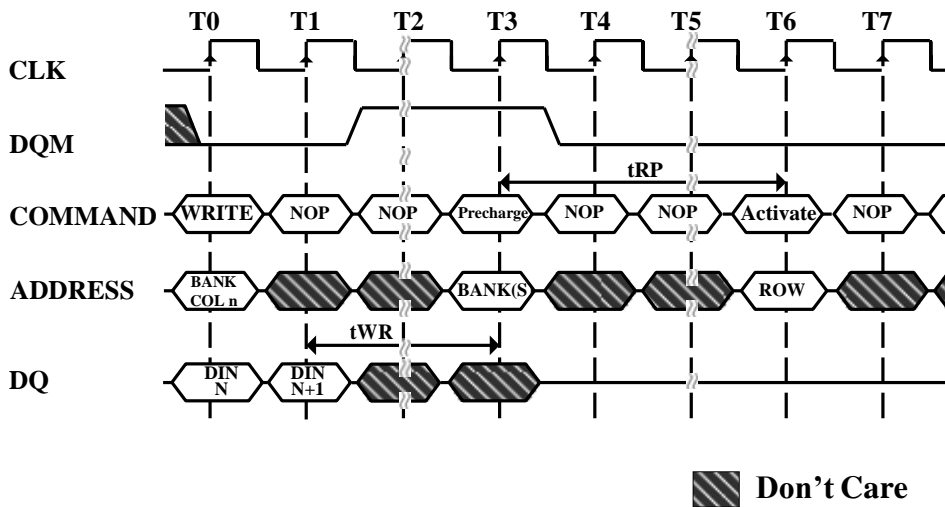 T0 T1 T2 T3 T4 T5 T6 T7
CLK
DQM
tRP
COMMAND WRITE NOP NOP Precharge NOP NOP Activate NOP
ADDRESS BANK COL n BANK(S ROW
tWR
DQ DIN N DIN N+1
Don't Care